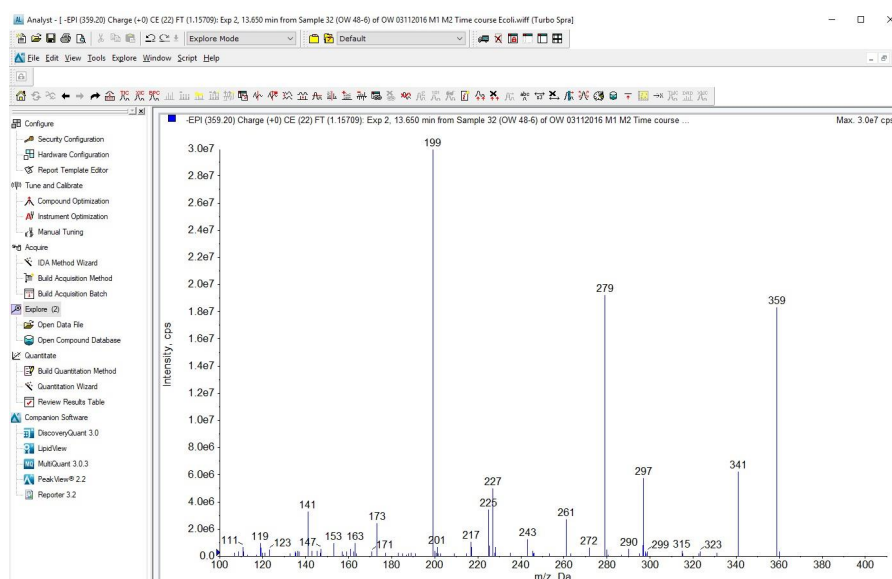 Analyst - [ -EPI (359.20) Charge (+0) CE (22) FT (1.15709): Exp 2, 13.650 min from Sample 32 (OW 48-6) of OW 03112016 M1 M2 Time course Ecoli.wiff (Turbo Spra]
Explore Mode
Default
File Edit View Tools Explore Window Script Help
Configure
Security Configuration
Hardware Configuration
Report Template Editor
Tune and Calibrate
Compound Optimization
Instrument Optimization
Manual Tuning
Acquire
IDA Method Wizard
Build Acquisition Method
Build Acquisition Batch
Explore (2)
Open Data File
Open Compound Database
Quantitate
Build Quantitation Method
Quantitation Wizard
Review Results Table
Companion Software
DiscoveryQuant 3.0
LipidView
MultiQuant 3.0.3
PeakView® 2.2
Reporter 3.2
-EPI (359.20) Charge (+0) CE (22) FT (1.15709): Exp 2, 13.650 min from Sample 32 (OW 48-6) of OW 03112016 M1 M2 Time course ...
Max. 3.0e7 cps
Intensity, cps
3.0e7
2.8e7
2.6e7
2.4e7
2.2e7
2.0e7
1.8e7
1.6e7
1.4e7
1.2e7
1.0e7
8.0e6
6.0e6
4.0e6
2.0e6
0.0
199
279
359
341
297
227
225
141
173
261
217
243
111
119
123
147
153
163
171
201
272
290
299
315
323
100 120 140 160 180 200 220 240 260 280 300 320 340 360 380 400
m/z, Da